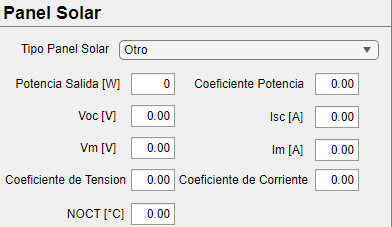 Panel Solar
Tipo Panel Solar Otro
Potencia Salida [W] 0 Coeficiente Potencia 0.00
Voc [V] 0.00 Isc [A] 0.00
Vm [V] 0.00 Im [A] 0.00
Coeficiente de Tension 0.00 Coeficiente de Corriente 0.00
NOCT [°C] 0.00